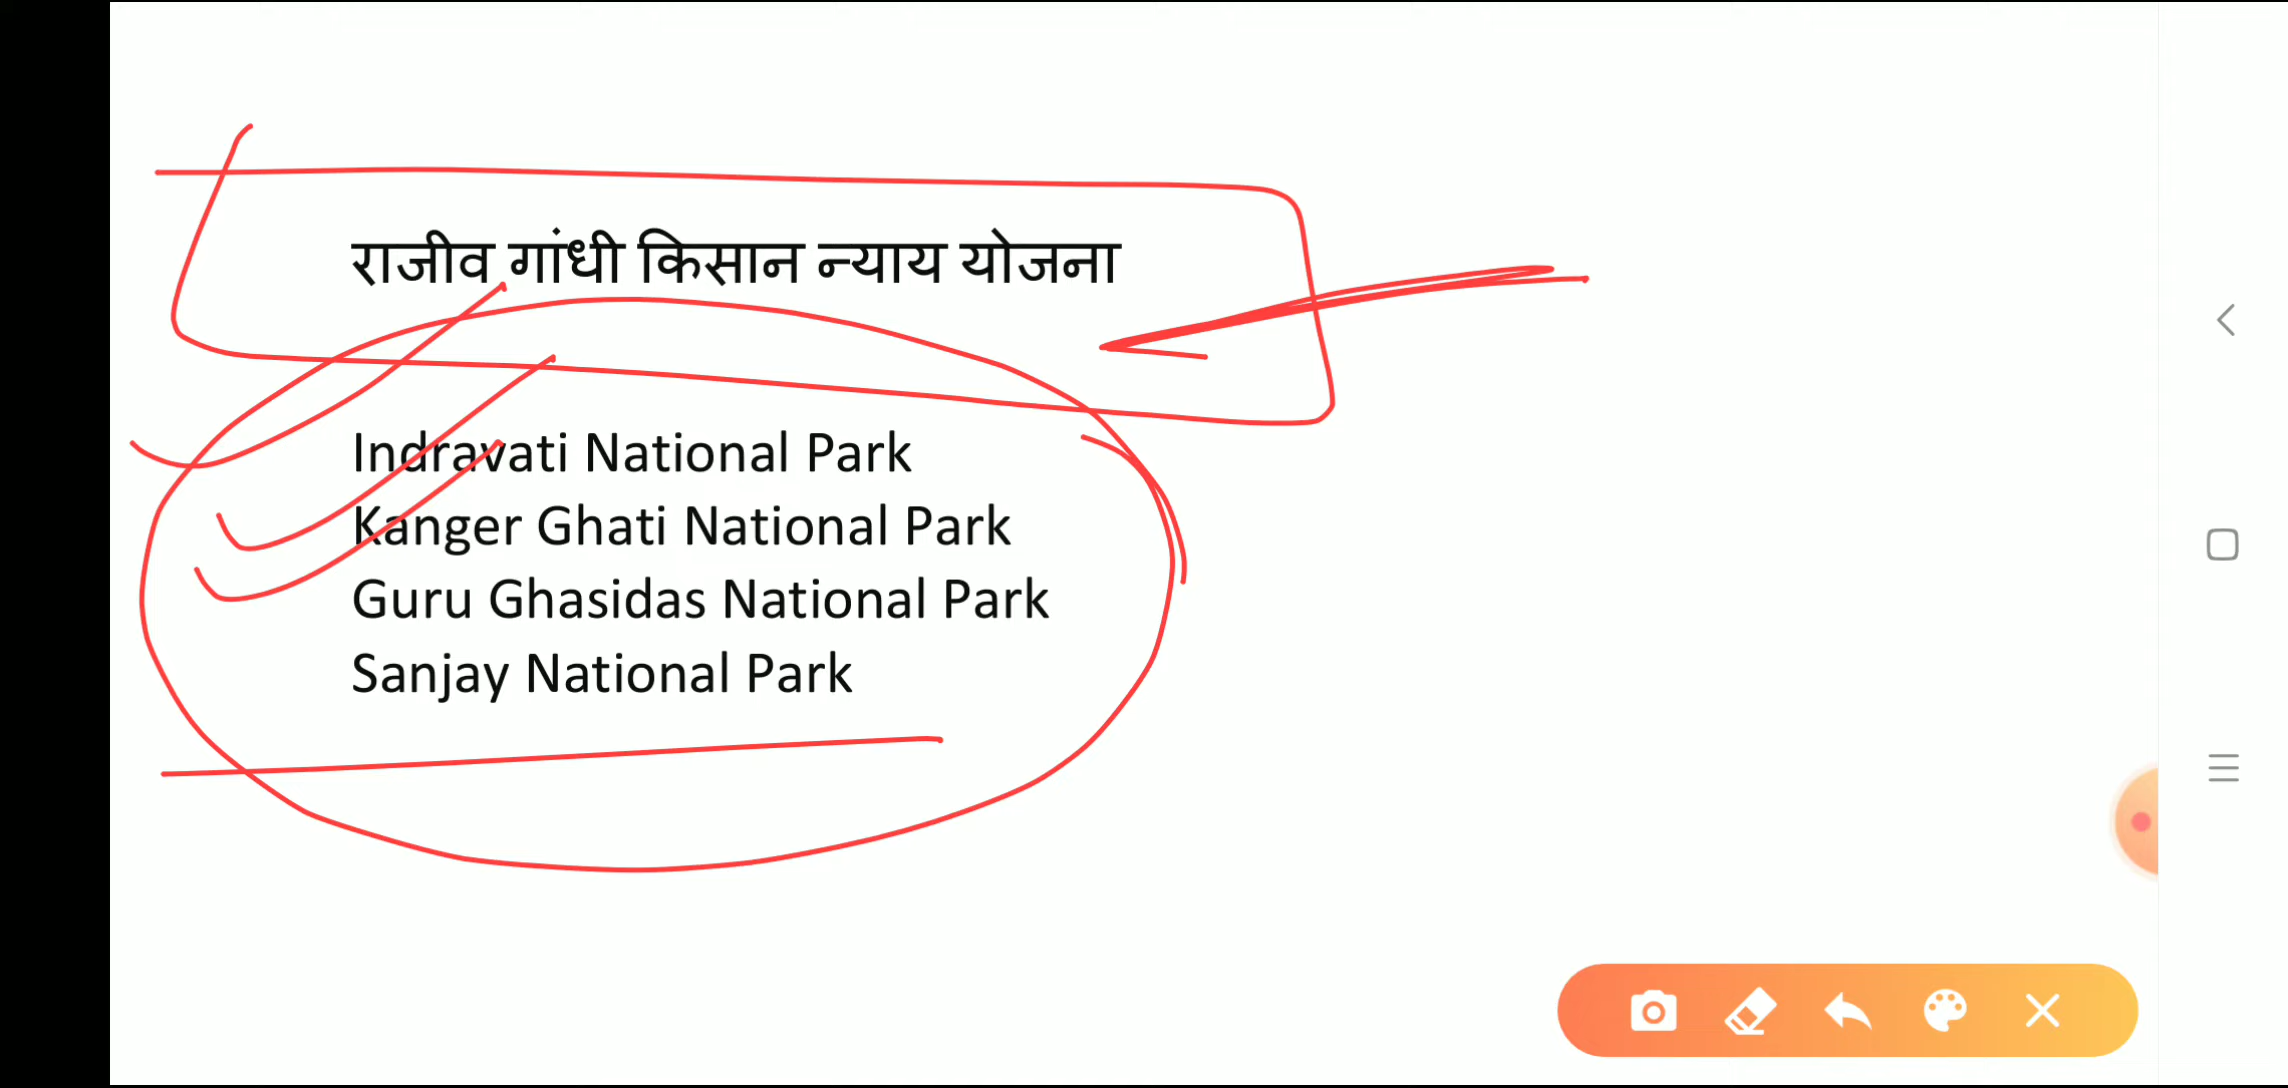 राजीव गांधी किसान न्याय योजना
Indravati National Park
Kanger Ghati National Park
Guru Ghasidas National Park
Sanjay National Park